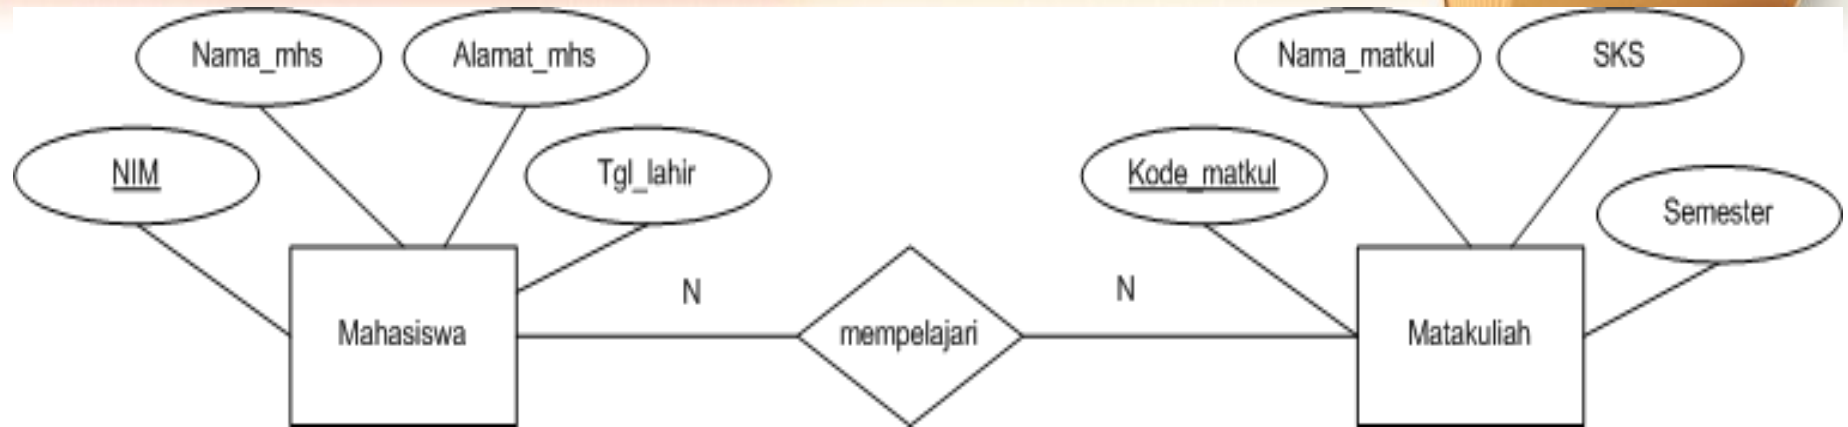 Nama_mhs
Alamat_mhs
Nama_matkul
SKS
NIM
Tgl_lahir
Kode_matkul
Semester
N
N
Mahasiswa
mempelajari
Matakuliah